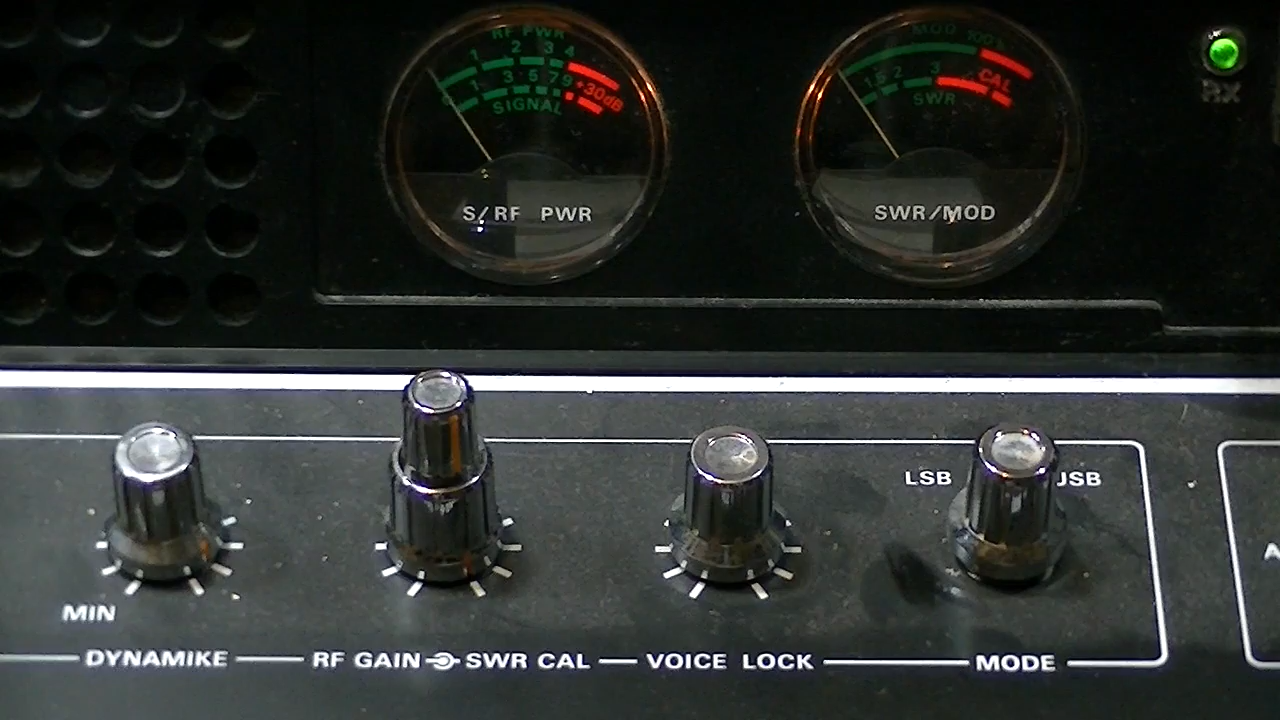 RF PWR
1 2 3 4
1 3 5 7 9 +30dB
SIGNAL
S/RF PWR
MOD 100%
1 1.5 2 3 CAL
SWR
SWR/MOD
RX
LSB
USB
MIN
DYNAMIKE
RF GAIN
SWR CAL
VOICE LOCK
MODE